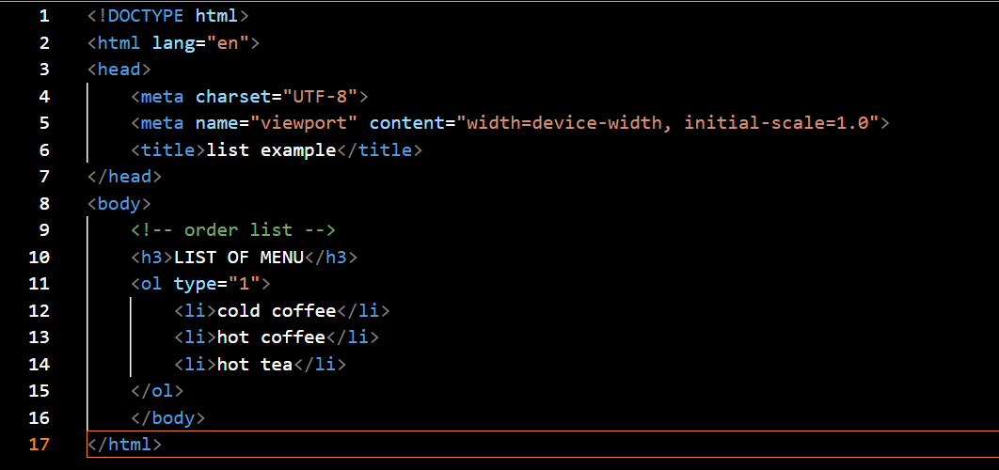 1 <!DOCTYPE html>
2 <html lang="en">
3 <head>
4     <meta charset="UTF-8">
5     <meta name="viewport" content="width=device-width, initial-scale=1.0">
6     <title>list example</title>
7 </head>
8 <body>
9     <!-- order list -->
10     <h3>LIST OF MENU</h3>
11     <ol type="1">
12         <li>cold coffee</li>
13         <li>hot coffee</li>
14         <li>hot tea</li>
15     </ol>
16     </body>
17 </html>